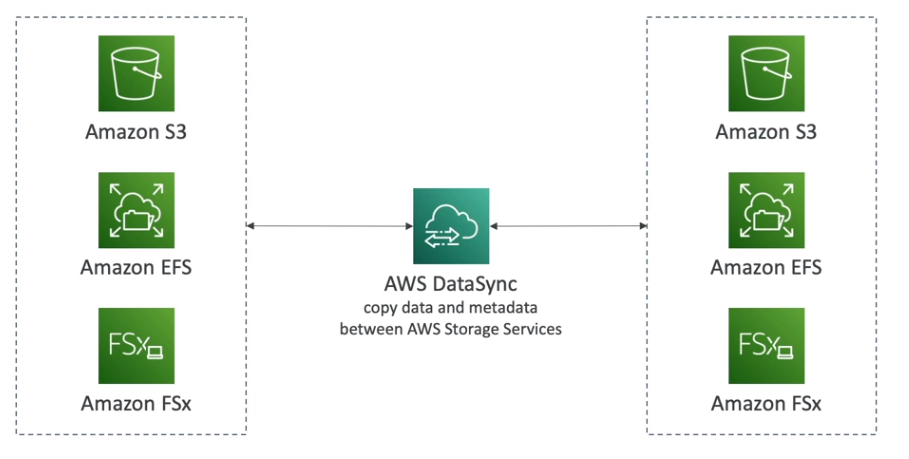 Amazon S3
Amazon EFS
FSx
Amazon FSx
AWS DataSync
copy data and metadata
between AWS Storage Services
Amazon S3
Amazon EFS
FSx
Amazon FSx